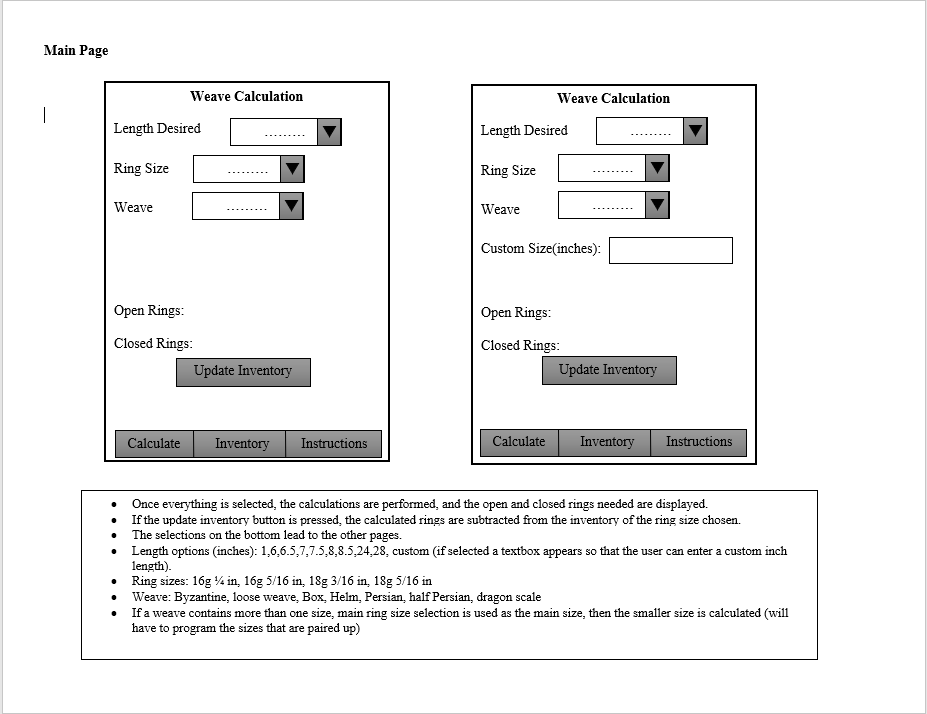 Main Page
Weave Calculation
Length Desired
.........
Ring Size
.........
Weave
.........
Open Rings:
Closed Rings:
Update Inventory
Calculate Inventory Instructions
Weave Calculation
Length Desired
.........
Ring Size
.........
Weave
.........
Custom Size(inches):
Open Rings:
Closed Rings:
Update Inventory
Calculate Inventory Instructions
• Once everything is selected, the calculations are performed, and the open and closed rings needed are displayed.
• If the update inventory button is pressed, the calculated rings are subtracted from the inventory of the ring size chosen.
• The selections on the bottom lead to the other pages.
• Length options (inches): 1,6,6.5,7,7.5,8,8.5,24,28, custom (if selected a textbox appears so that the user can enter a custom inch
length).
• Ring sizes: 16g ¼ in, 16g 5/16 in, 18g 3/16 in, 18g 5/16 in
• Weave: Byzantine, loose weave, Box, Helm, Persian, half Persian, dragon scale
• If a weave contains more than one size, main ring size selection is used as the main size, then the smaller size is calculated (will
have to program the sizes that are paired up)